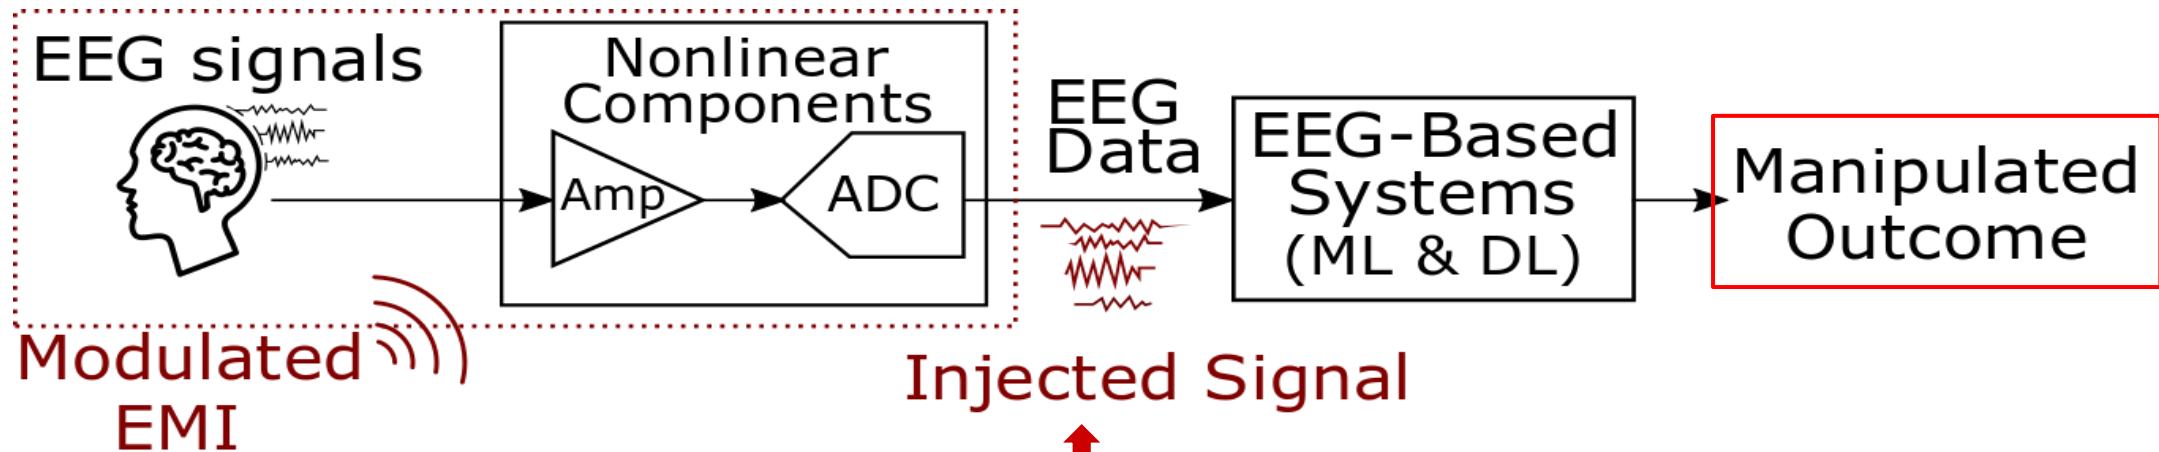 EEG signals
Nonlinear
Components
Amp
ADC
EEG
Data
EEG-Based
Systems
(ML & DL)
Manipulated
Outcome
Modulated
EMI
Injected Signal